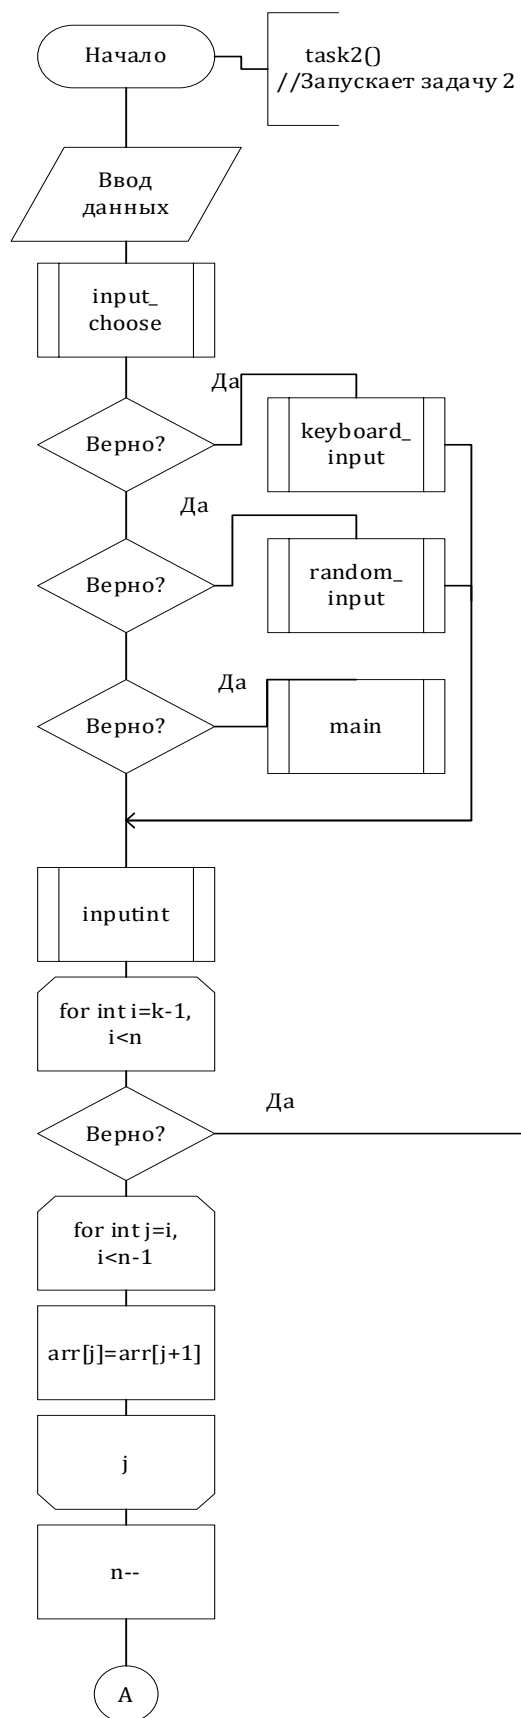 Начало
task2()
//Запускает задачу 2
Ввод
данных
input_
choose
Да
Верно?
keyboard_
input
Да
Верно?
random_
input
Да
Верно?
main
inputint
for int i=k-1,
i<n
Да
Верно?
for int j=i,
i<n-1
arr[j]=arr[j+1]
j
n--
A